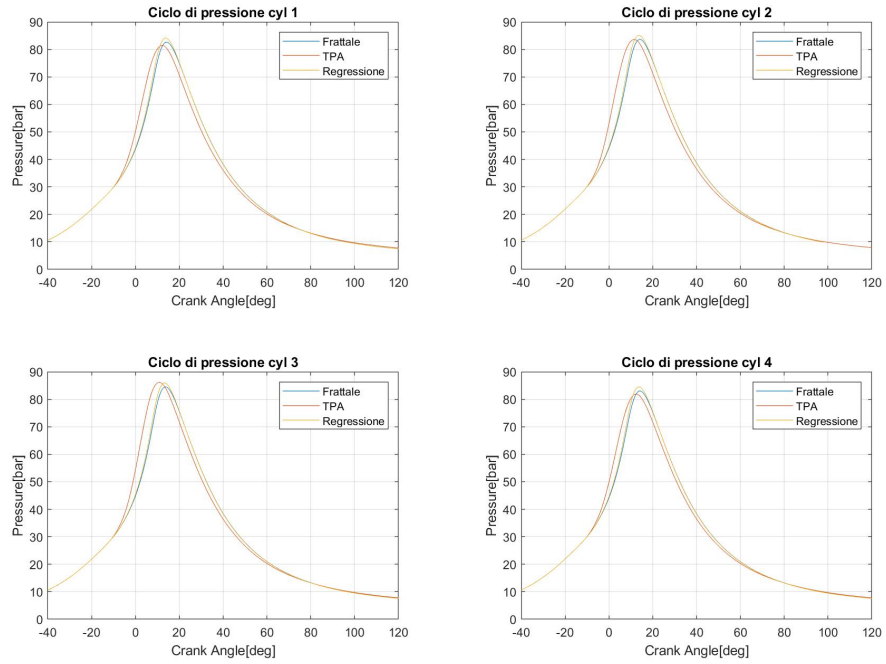 Ciclo di pressione cyl 1
90
80
70
60
50
40
30
20
10
0
Pressure[bar]
-40 -20 0 20 40 60 80 100 120
Crank Angle[deg]
Frattale
TPA
Regressione
Ciclo di pressione cyl 2
90
80
70
60
50
40
30
20
10
0
Pressure[bar]
-40 -20 0 20 40 60 80 100 120
Crank Angle[deg]
Frattale
TPA
Regressione
Ciclo di pressione cyl 3
90
80
70
60
50
40
30
20
10
0
Pressure[bar]
-40 -20 0 20 40 60 80 100 120
Crank Angle[deg]
Frattale
TPA
Regressione
Ciclo di pressione cyl 4
90
80
70
60
50
40
30
20
10
0
Pressure[bar]
-40 -20 0 20 40 60 80 100 120
Crank Angle[deg]
Frattale
TPA
Regressione